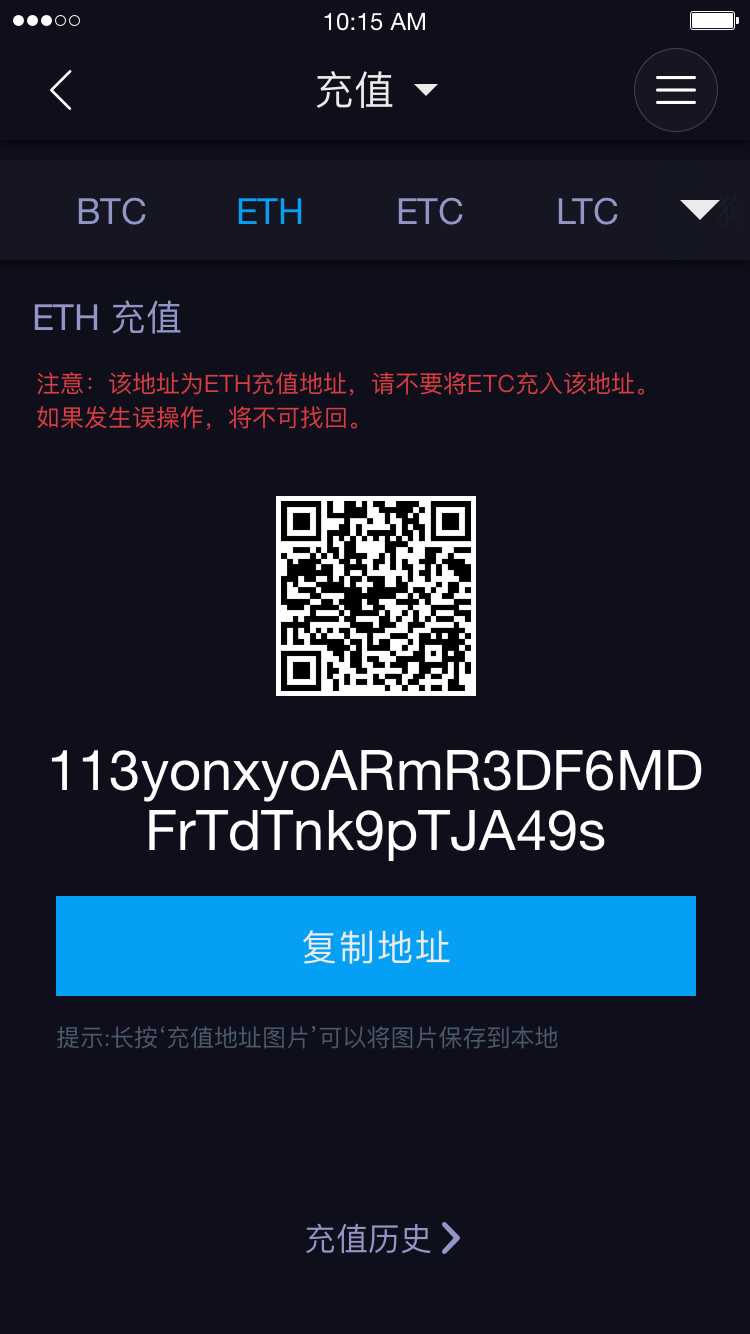 10:15 AM
充值
BTC ETH ETC LTC
ETH 充值
注意：该地址为ETH充值地址，请不要将ETC充入该地址。
如果发生误操作，将不可找回。
113yonxyoARmR3DF6MD
FrTdTnk9pTJA49s
复制地址
提示:长按‘充值地址图片’可以将图片保存到本地
充值历史